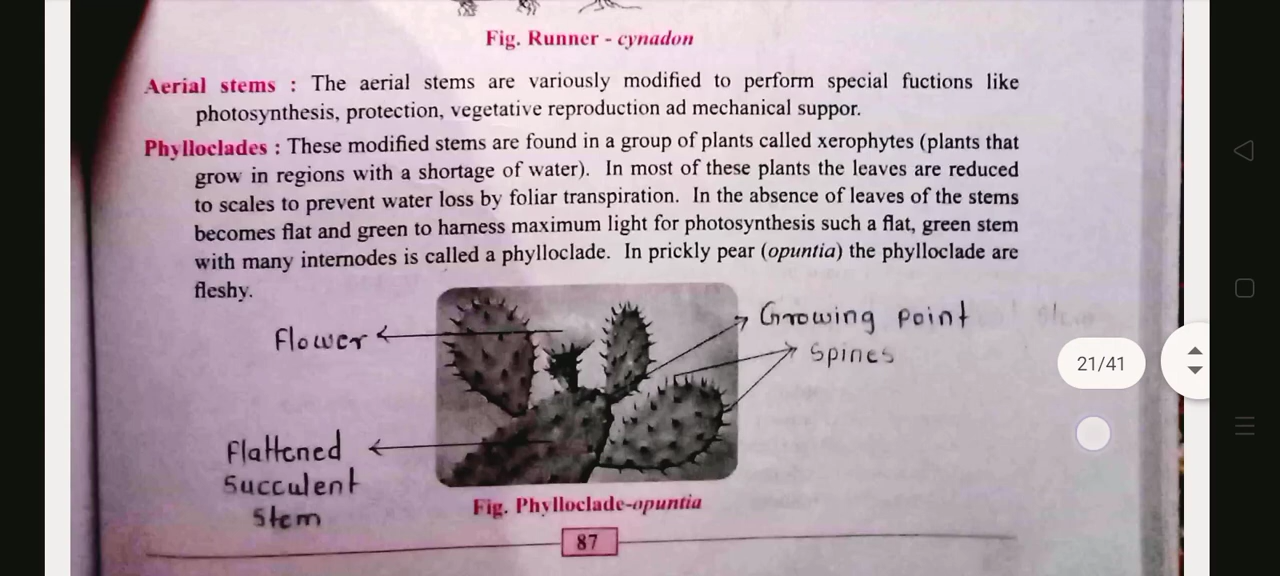 Fig. Runner - cynadon
Aerial stems : The aerial stems are variously modified to perform special fuctions like
photosynthesis, protection, vegetative reproduction ad mechanical suppor.
Phylloclades : These modified stems are found in a group of plants called xerophytes (plants that
grow in regions with a shortage of water). In most of these plants the leaves are reduced
to scales to prevent water loss by foliar transpiration. In the absence of leaves of the stems
becomes flat and green to harness maximum light for photosynthesis such a flat, green stem
with many internodes is called a phylloclade. In prickly pear (opuntia) the phylloclade are
fleshy.
Flower
Growing point
Spines
21/41
Flattened
Succulent
Stem
Fig. Phylloclade-opuntia
87